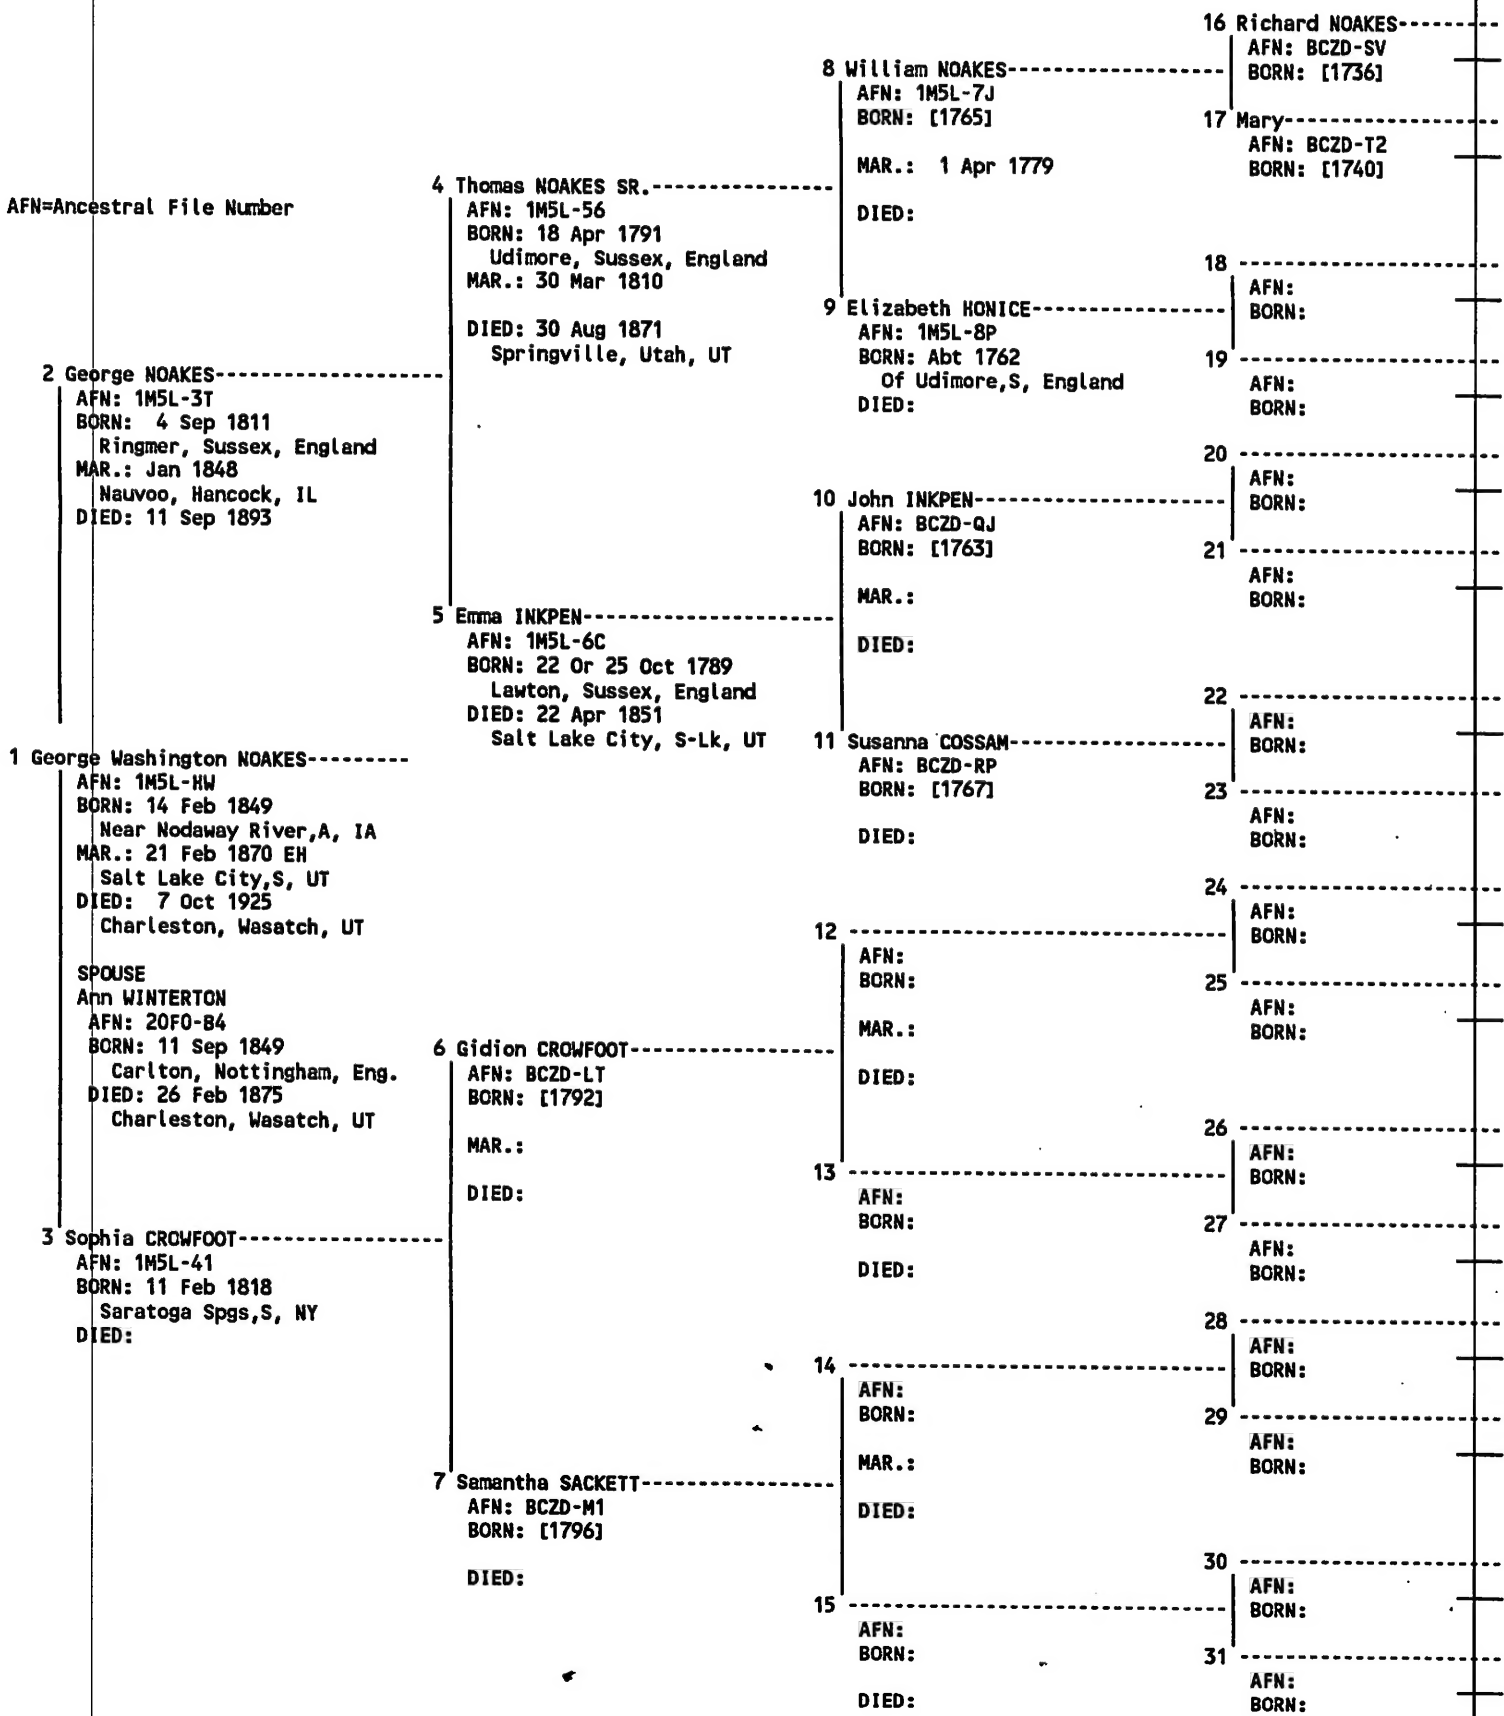 AFN=Ancestral File Number
1 George Washington NOAKES---------
AFN: 1M5L-HW
BORN: 14 Feb 1849
Near Nodaway River,A, IA
MAR.: 21 Feb 1870 EH
Salt Lake City,S, UT
DIED:  7 Oct 1925
Charleston, Wasatch, UT
SPOUSE
Ann WINTERTON
AFN: 20F0-B4
BORN: 11 Sep 1849
Carlton, Nottingham, Eng.
DIED: 26 Feb 1875
Charleston, Wasatch, UT
2 George NOAKES--------------------
AFN: 1M5L-3T
BORN:  4 Sep 1811
Ringmer, Sussex, England
MAR.: Jan 1848
Nauvoo, Hancock, IL
DIED: 11 Sep 1893
3 Sophia CROWFOOT------------------
AFN: 1M5L-41
BORN: 11 Feb 1818
Saratoga Spgs,S, NY
DIED:
4 Thomas NOAKES SR.----------------
AFN: 1M5L-56
BORN: 18 Apr 1791
Udimore, Sussex, England
MAR.: 30 Mar 1810
DIED: 30 Aug 1871
Springville, Utah, UT
5 Emma INKPEN----------------------
AFN: 1M5L-6C
BORN: 22 Or 25 Oct 1789
Lawton, Sussex, England
DIED: 22 Apr 1851
Salt Lake City, S-Lk, UT
6 Gidion CROWFOOT------------------
AFN: BCZD-LT
BORN: [1792]
MAR.:
DIED:
7 Samantha SACKETT-----------------
AFN: BCZD-M1
BORN: [1796]
DIED:
8 William NOAKES-------------------
AFN: 1M5L-7J
BORN: [1765]
MAR.:  1 Apr 1779
DIED:
9 Elizabeth HONICE-----------------
AFN: 1M5L-8P
BORN: Abt 1762
Of Udimore,S, England
DIED:
10 John INKPEN----------------------
AFN: BCZD-QJ
BORN: [1763]
MAR.:
DIED:
11 Susanna COSSAM-------------------
AFN: BCZD-RP
BORN: [1767]
DIED:
12 ---------------------------------
AFN:
BORN:
MAR.:
DIED:
13 ---------------------------------
AFN:
BORN:
DIED:
14 ---------------------------------
AFN:
BORN:
MAR.:
DIED:
15 ---------------------------------
AFN:
BORN:
DIED:
16 Richard NOAKES---------
AFN: BCZD-SV
BORN: [1736]
17 Mary-------------------
AFN: BCZD-T2
BORN: [1740]
18 -----------------------
AFN:
BORN:
19 -----------------------
AFN:
BORN:
20 -----------------------
AFN:
BORN:
21 -----------------------
AFN:
BORN:
22 -----------------------
AFN:
BORN:
23 -----------------------
AFN:
BORN:
24 -----------------------
AFN:
BORN:
25 -----------------------
AFN:
BORN:
26 -----------------------
AFN:
BORN:
27 -----------------------
AFN:
BORN:
28 -----------------------
AFN:
BORN:
29 -----------------------
AFN:
BORN:
30 -----------------------
AFN:
BORN:
31 -----------------------
AFN:
BORN: